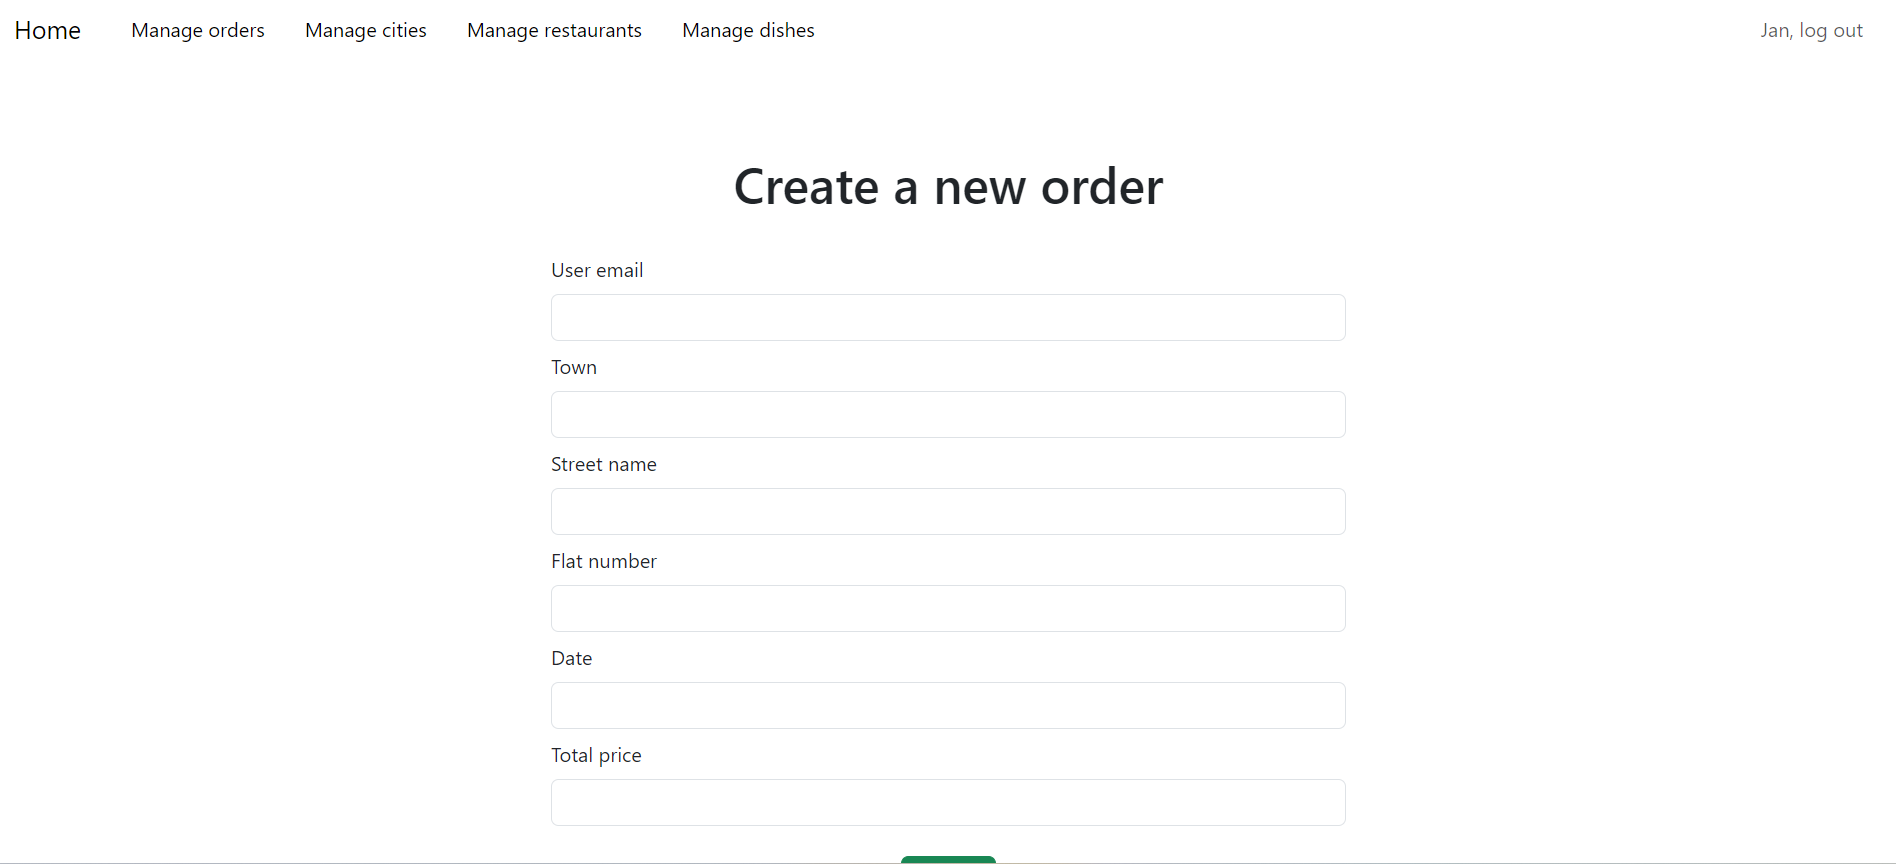 Home Manage orders Manage cities Manage restaurants Manage dishes Jan, log out
Create a new order
User email
Town
Street name
Flat number
Date
Total price